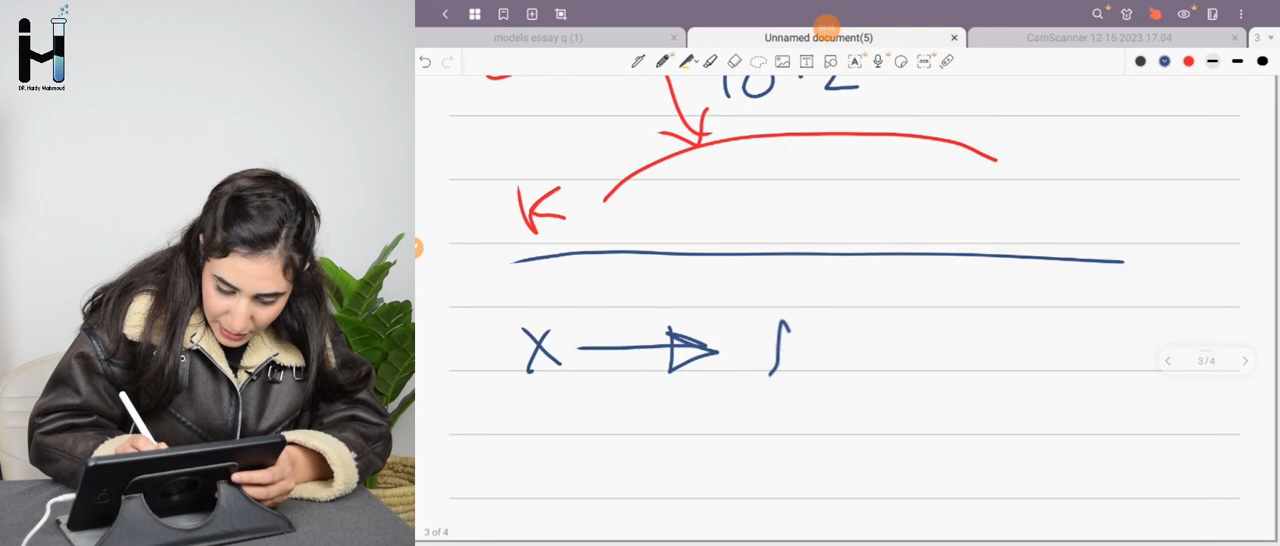 H
DR. Haidy Mahmoud
models essay q (1)
Unnamed document(5)
CamScanner 12-15-2023 17.04
3
K
X
3/4
3 of 4